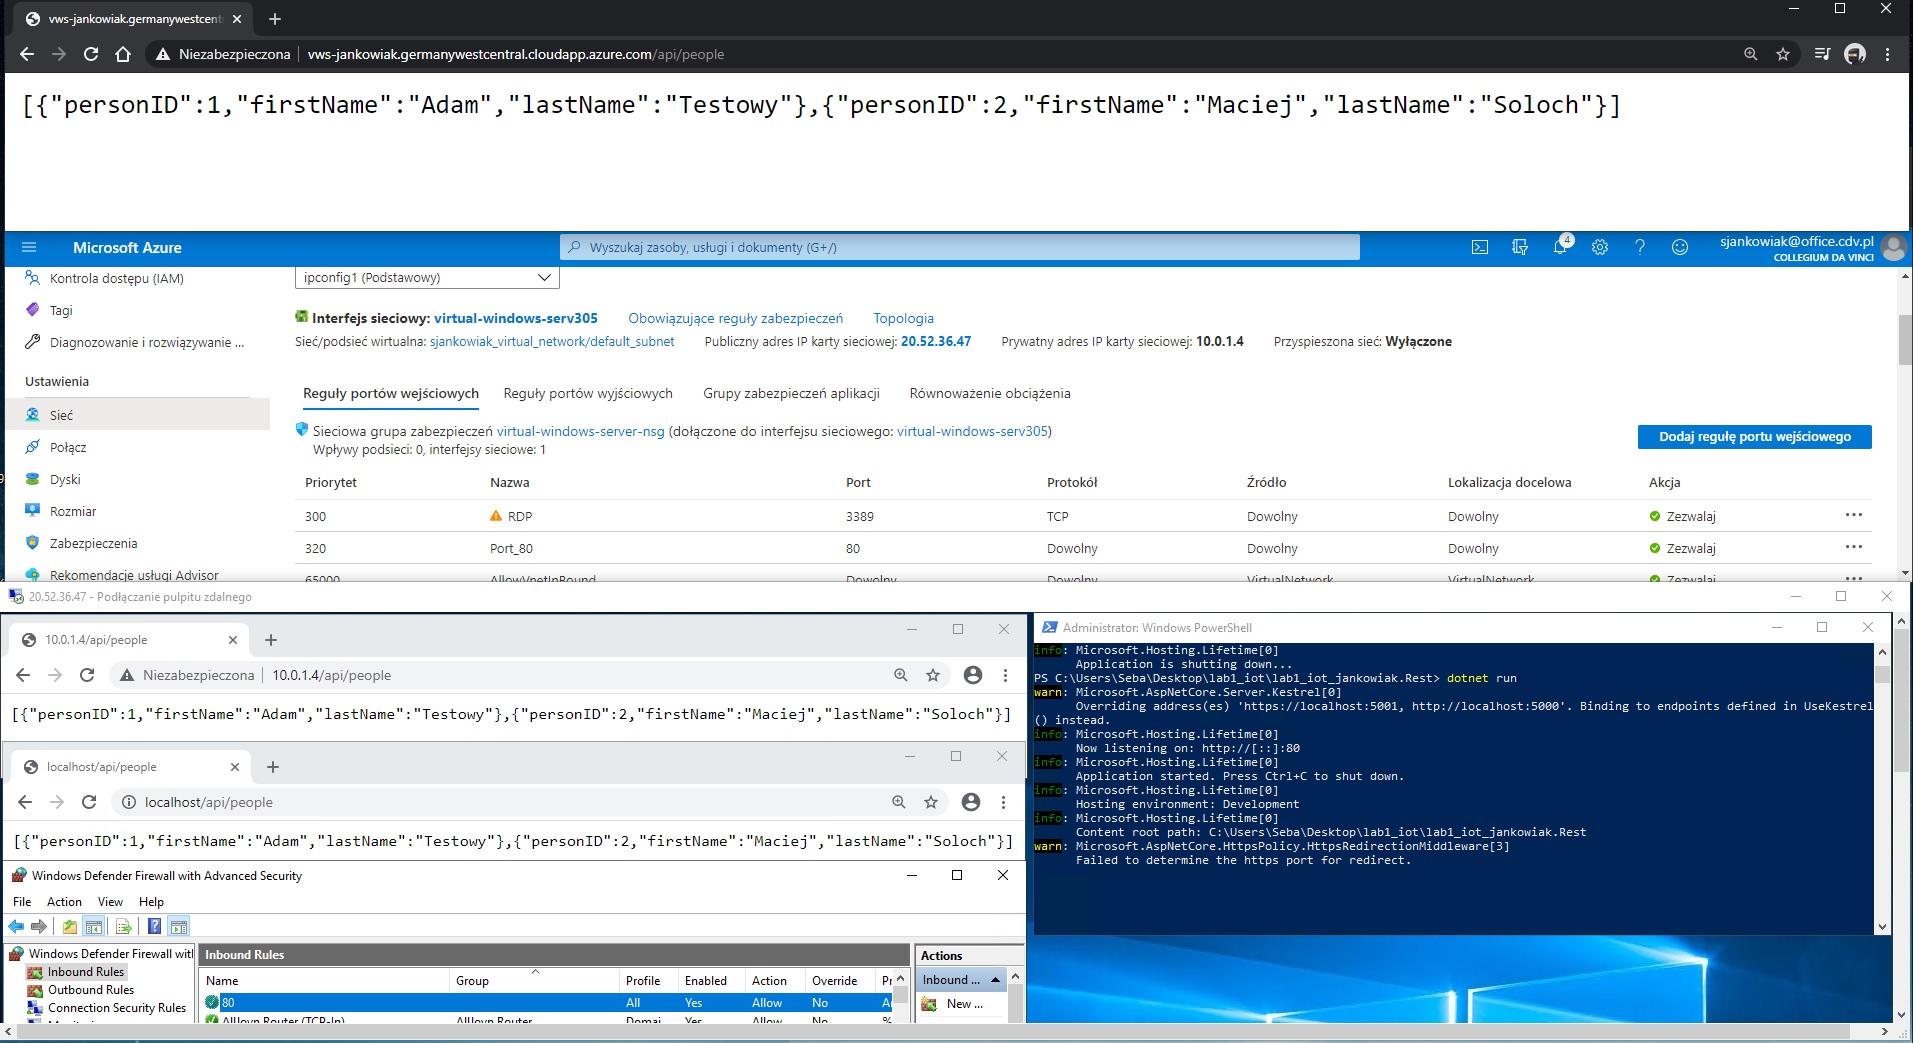 vws-jankowiak.germanywestcent
Niezabezpieczona vws-jankowiak.germanywestcentral.cloudapp.azure.com/api/people
[{"personID":1,"firstName":"Adam","lastName":"Testowy"},{"personID":2,"firstName":"Maciej","lastName":"Soloch"}]
Microsoft Azure
Wyszukaj zasoby, usługi i dokumenty (G+/)
4
sjankowiak@office.cdv.pl
COLLEGIUM DA VINCI
Kontrola dostępu (IAM)
Tagi
Diagnozowanie i rozwiązywanie ...
Ustawienia
Sieć
Połącz
Dyski
Rozmiar
Zabezpieczenia
Rekomendacje usługi Advisor
ipconfig1 (Podstawowy)
Interfejs sieciowy: virtual-windows-serv305 Obowiązujące reguły zabezpieczeń Topologia
Sieć/podsieć wirtualna: sjankowiak_virtual_network/default_subnet Publiczny adres IP karty sieciowej: 20.52.36.47 Prywatny adres IP karty sieciowej: 10.0.1.4 Przyspieszona sieć: Wyłączone
Reguły portów wejściowych Reguły portów wyjściowych Grupy zabezpieczeń aplikacji Równoważenie obciążenia
Sieciowa grupa zabezpieczeń virtual-windows-server-nsg (dołączone do interfejsu sieciowego: virtual-windows-serv305)
Wpływy podsieci: 0, interfejsy sieciowe: 1
Dodaj regułę portu wejściowego
Priorytet Nazwa Port Protokół Źródło Lokalizacja docelowa Akcja
300 RDP 3389 TCP Dowolny Dowolny Zezwalaj
320 Port_80 80 Dowolny Dowolny Dowolny Zezwalaj
65000 AllowVnetInBound Dowolny Dowolny VirtualNetwork VirtualNetwork Zezwalaj
20.52.36.47 - Podłączanie pulpitu zdalnego
10.0.1.4/api/people
Niezabezpieczona 10.0.1.4/api/people
[{"personID":1,"firstName":"Adam","lastName":"Testowy"},{"personID":2,"firstName":"Maciej","lastName":"Soloch"}]
localhost/api/people
localhost/api/people
[{"personID":1,"firstName":"Adam","lastName":"Testowy"},{"personID":2,"firstName":"Maciej","lastName":"Soloch"}]
Windows Defender Firewall with Advanced Security
File Action View Help
Windows Defender Firewall wit
Inbound Rules
Outbound Rules
Connection Security Rules
Inbound Rules
Name Group Profile Enabled Action Override Pr
80 All Yes Allow No A
AllJoyn Router (TCP-In) AllJoyn Router Domai Yes Allow No %
Actions
Inbound ...
New ...
Administrator: Windows PowerShell
info: Microsoft.Hosting.Lifetime[0]
Application is shutting down...
PS C:\Users\Seba\Desktop\lab1_iot\lab1_iot_jankowiak.Rest> dotnet run
warn: Microsoft.AspNetCore.Server.Kestrel[0]
Overriding address(es) 'https://localhost:5001, http://localhost:5000'. Binding to endpoints defined in UseKestrel
() instead.
info: Microsoft.Hosting.Lifetime[0]
Now listening on: http://[::]:80
info: Microsoft.Hosting.Lifetime[0]
Application started. Press Ctrl+C to shut down.
info: Microsoft.Hosting.Lifetime[0]
Hosting environment: Development
info: Microsoft.Hosting.Lifetime[0]
Content root path: C:\Users\Seba\Desktop\lab1_iot\lab1_iot_jankowiak.Rest
warn: Microsoft.AspNetCore.HttpsPolicy.HttpsRedirectionMiddleware[3]
Failed to determine the https port for redirect.